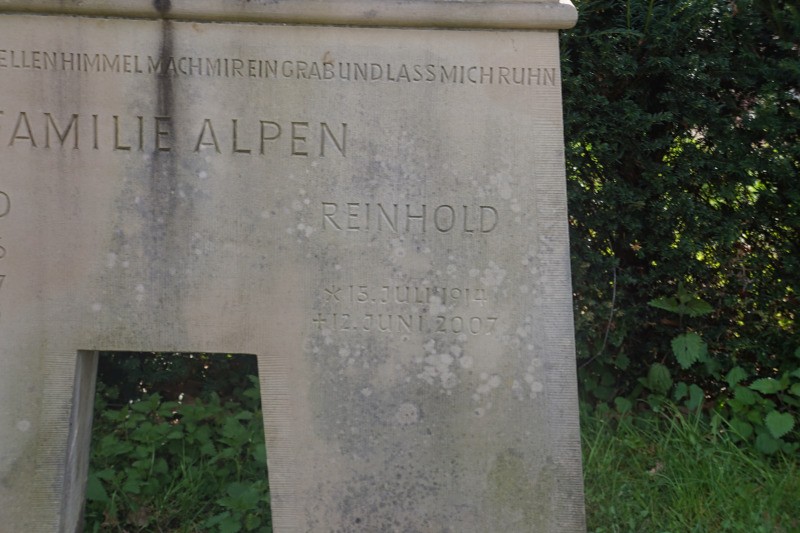 ELLENHIMMEL MACH MIR EIN GRAB UND LASS MICH RUHN
FAMILIE ALPEN
REINHOLD
*15. JULI 1914
+12. JUNI 2007